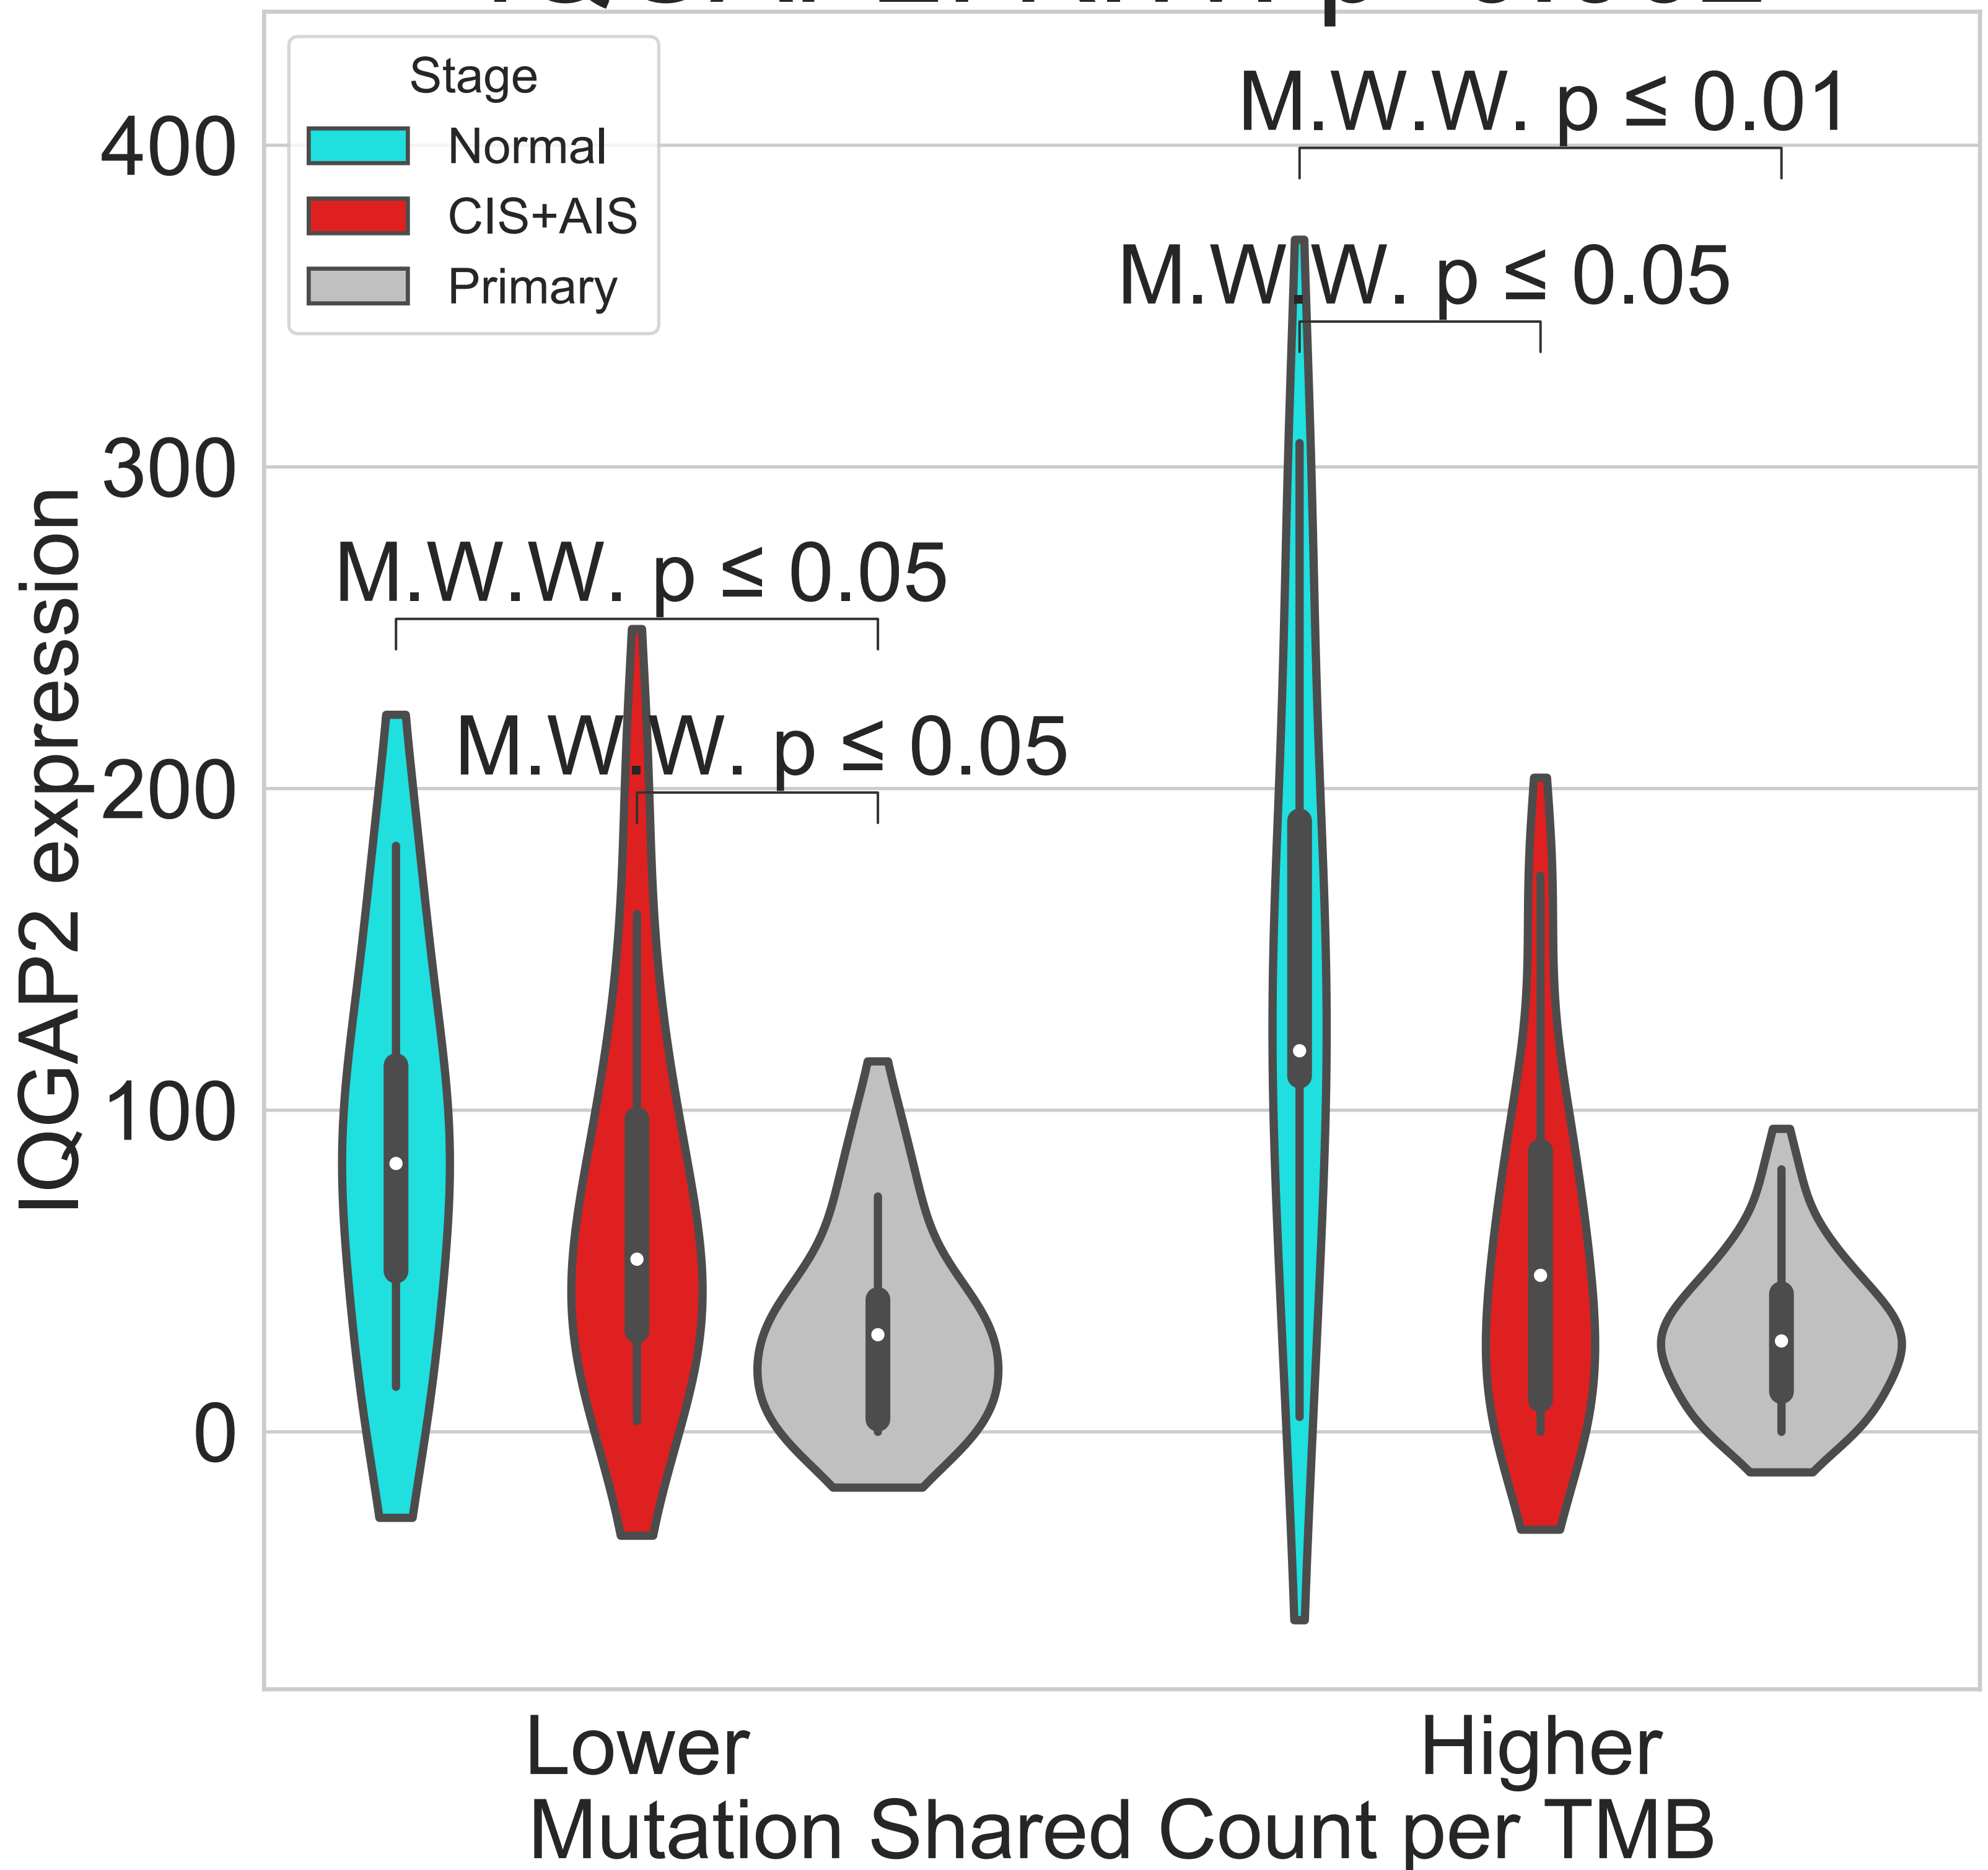 Stage
Normal
CIS+AIS
Primary
M.W.W. p ≤ 0.01
M.W.W. p ≤ 0.05
M.W.W. p ≤ 0.05
M.W.W. p ≤ 0.05
400
300
200
100
0
IQGAP2 expression
Lower
Higher
Mutation Shared Count per TMB